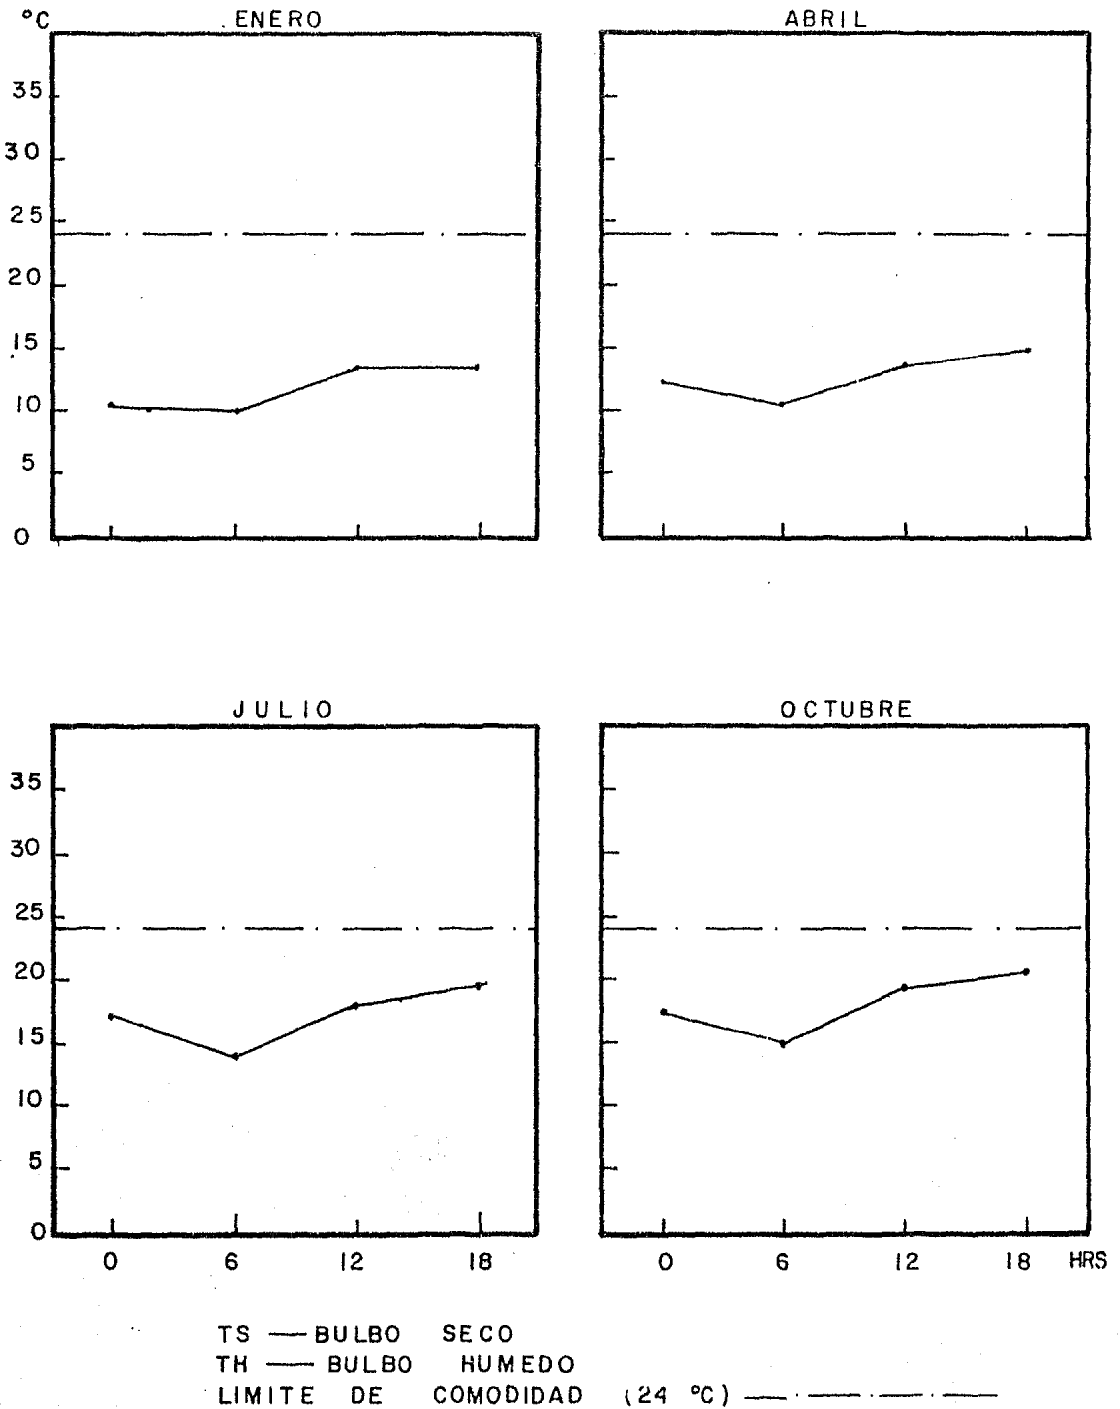 °C ENERO ABRIL
35
30
25
20
15
10
5
0
JULIO OCTUBRE
35
30
25
20
15
10
5
0
0 6 12 18 0 6 12 18 HRS
TS — BULBO SECO
TH — BULBO HUMEDO
LIMITE DE COMODIDAD (24 °C) — · — · — · —